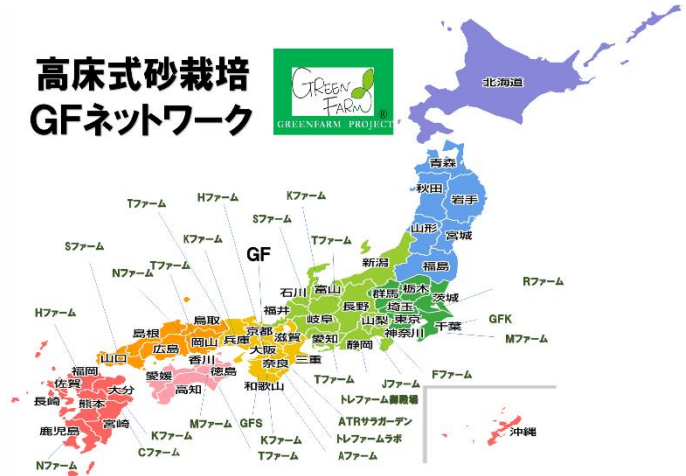 高床式砂栽培
GFネットワーク
GREEN
FARM
®
GREENFARM PROJECT
北海道
青森
秋田
岩手
山形
宮城
福島
新潟
Hファーム
Kファーム
Tファーム
Sファーム
Kファーム
Tファーム
GF
Sファーム
Tファーム
Nファーム
Hファーム
石川
富山
福井
長野
群馬
栃木
茨城
埼玉
山梨
東京
千葉
神奈川
岐阜
愛知
静岡
Rファーム
GFK
Mファーム
鳥取
島根
岡山
広島
山口
兵庫
京都
滋賀
大阪
奈良
三重
和歌山
香川
徳島
愛媛
高知
福岡
佐賀
長崎
大分
熊本
宮崎
鹿児島
沖縄
Fファーム
Jファーム
Tファーム
トレファーム御殿場
ATRサラガーデン
トレファームラボ
Aファーム
Mファーム
GFS
Kファーム
Tファーム
Kファーム
Cファーム
Nファーム